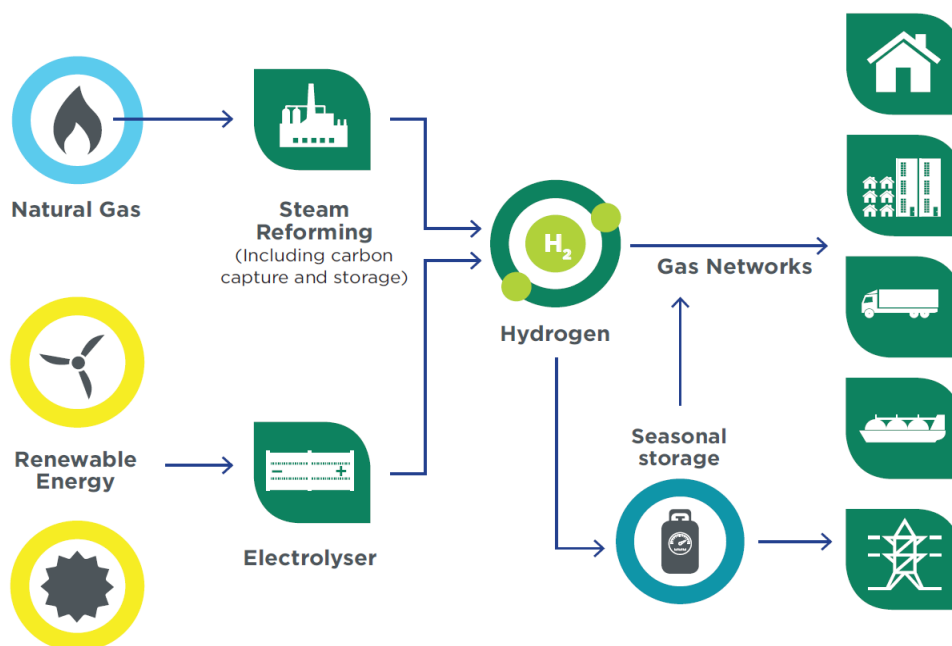 Natural Gas
Steam
Reforming
(Including carbon
capture and storage)
H₂
Hydrogen
Gas Networks
Renewable
Energy
Electrolyser
Seasonal
storage